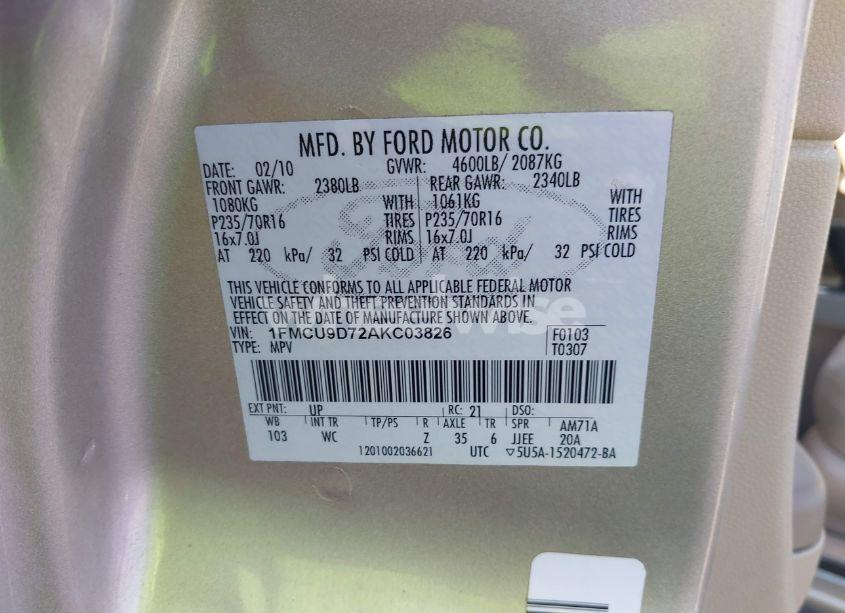 MFD. BY FORD MOTOR CO.
DATE: 02/10 GVWR: 4600LB/ 2087KG
FRONT GAWR: 2380LB REAR GAWR: 2340LB
1080KG WITH 1061KG WITH
P235/70R16 TIRES P235/70R16 TIRES
16x7.0J RIMS 16x7.0J RIMS
AT 220 kPa/ 32 PSI COLD AT 220 kPa/ 32 PSI COLD
THIS VEHICLE CONFORMS TO ALL APPLICABLE FEDERAL MOTOR
VEHICLE SAFETY AND THEFT PREVENTION STANDARDS IN
EFFECT ON THE DATE OF MANUFACTURE SHOWN ABOVE.
VIN: 1FMCU9D72AKC03826 F0103
TYPE: MPV T0307
EXT PNT: UP RC: 21 DSO:
WB INT TR TP/PS R AXLE TR SPR AM71A
103 WC Z 35 6 JJEE 20A
1201002036621 UTC ▽5U5A-1520472-BA